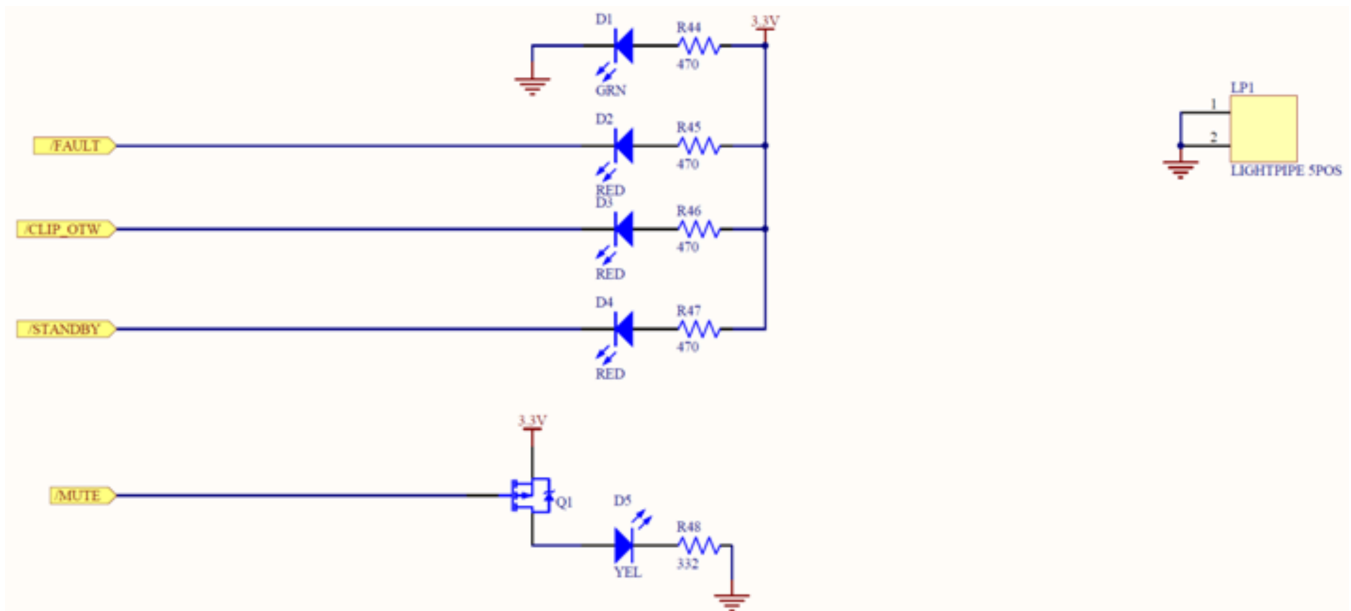 D1
R44
3.3V
470
GRN
LP1
1
2
LIGHTPIPE 5POS
/FAULT
D2
R45
470
RED
/CLIP_OTW
D3
R46
470
RED
/STANDBY
D4
R47
470
RED
3.3V
/MUTE
Q1
D5
R48
YEL
332